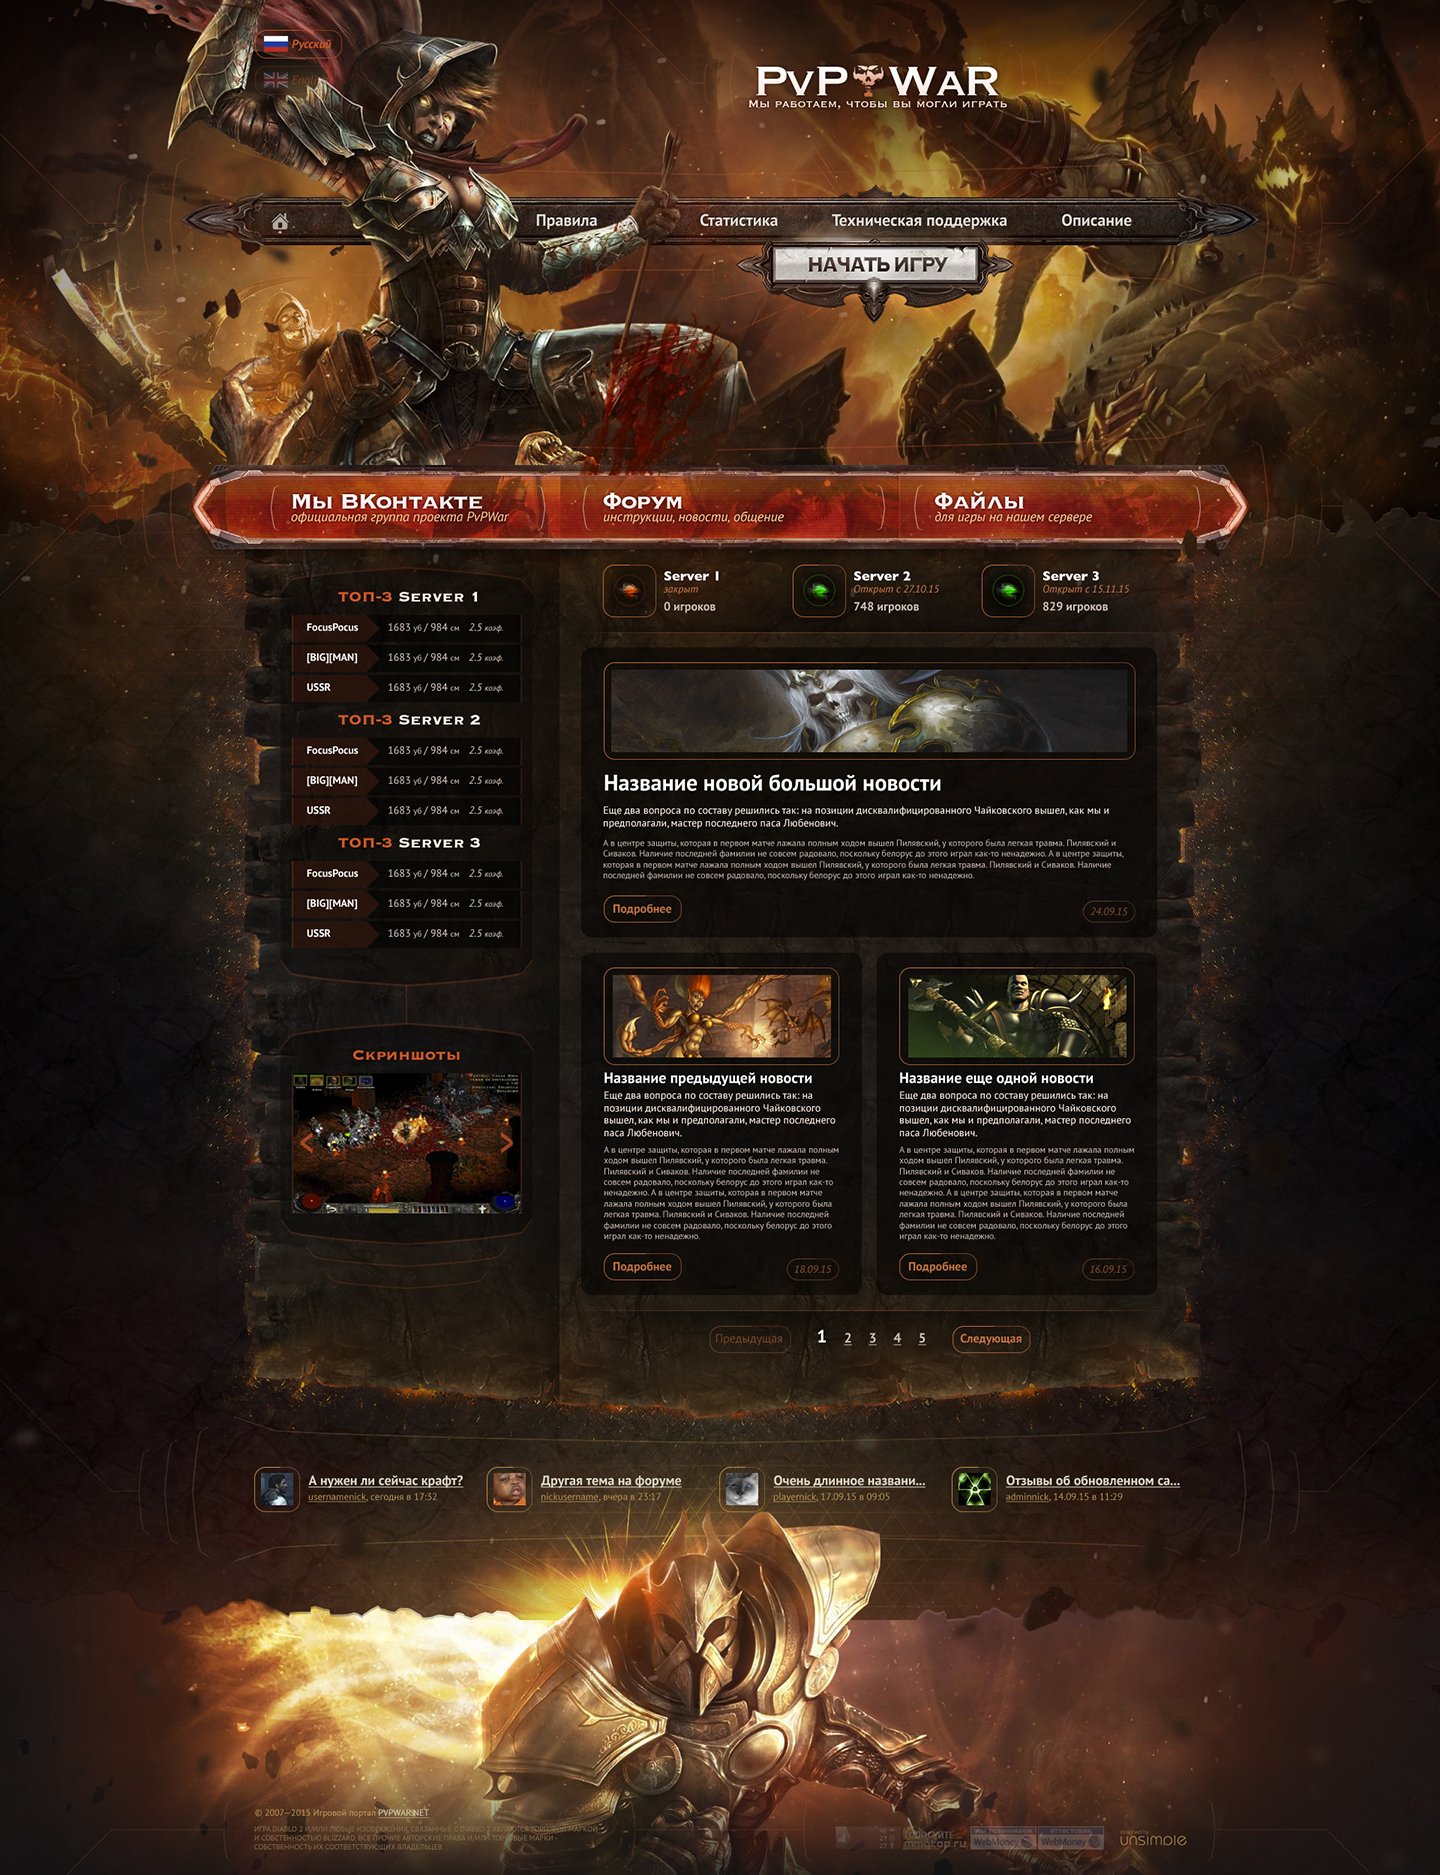 Русский
PvP WaR
Мы работаем, чтобы вы могли играть
Правила
Статистика
Техническая поддержка
Описание
НАЧАТЬ ИГРУ
Мы ВКонтакте
официальная группа проекта PvPWar
Форум
инструкции, новости, общение
Файлы
для игры на нашем сервере
Server 1
закрыт
0 игроков
Server 2
Открыт с 27.10.15
748 игроков
Server 3
Открыт с 15.11.15
829 игроков
ТОП-3 Server 1
FocusPocus 1683 уб / 984 см 2.5 коэф.
[BIG][MAN] 1683 уб / 984 см 2.5 коэф.
USSR 1683 уб / 984 см 2.5 коэф.
ТОП-3 Server 2
FocusPocus 1683 уб / 984 см 2.5 коэф.
[BIG][MAN] 1683 уб / 984 см 2.5 коэф.
USSR 1683 уб / 984 см 2.5 коэф.
ТОП-3 Server 3
FocusPocus 1683 уб / 984 см 2.5 коэф.
[BIG][MAN] 1683 уб / 984 см 2.5 коэф.
USSR 1683 уб / 984 см 2.5 коэф.
Скриншоты
Название новой большой новости
Еще два вопроса по составу решились так: на позиции дисквалифицированного Чайковского вышел, как мы и
предполагали, мастер последнего паса Любенович.
А в центре защиты, которая в первом матче лажала полным ходом вышел Пилявский, у которого была легкая травма. Пилявский и
Сиваков. Наличие последней фамилии не совсем радовало, поскольку белорус до этого играл как-то ненадежно. А в центре защиты,
которая в первом матче лажала полным ходом вышел Пилявский, у которого была легкая травма. Пилявский и Сиваков. Наличие
последней фамилии не совсем радовало, поскольку белорус до этого играл как-то ненадежно.
Подробнее
24.09.15
Название предыдущей новости
Еще два вопроса по составу решились так: на
позиции дисквалифицированного Чайковского
вышел, как мы и предполагали, мастер последнего
паса Любенович.
А в центре защиты, которая в первом матче лажала полным
ходом вышел Пилявский, у которого была легкая травма.
Пилявский и Сиваков. Наличие последней фамилии не
совсем радовало, поскольку белорус до этого играл как-то
ненадежно. А в центре защиты, которая в первом матче
лажала полным ходом вышел Пилявский, у которого была
легкая травма. Пилявский и Сиваков. Наличие последней
фамилии не совсем радовало, поскольку белорус до этого
играл как-то ненадежно.
Подробнее
18.09.15
Название еще одной новости
Еще два вопроса по составу решились так: на
позиции дисквалифицированного Чайковского
вышел, как мы и предполагали, мастер последнего
паса Любенович.
А в центре защиты, которая в первом матче лажала полным
ходом вышел Пилявский, у которого была легкая травма.
Пилявский и Сиваков. Наличие последней фамилии не
совсем радовало, поскольку белорус до этого играл как-то
ненадежно. А в центре защиты, которая в первом матче
лажала полным ходом вышел Пилявский, у которого была
легкая травма. Пилявский и Сиваков. Наличие последней
фамилии не совсем радовало, поскольку белорус до этого
играл как-то ненадежно.
Подробнее
16.09.15
Предыдущая 1 2 3 4 5 Следующая
А нужен ли сейчас крафт?
usernamenick, сегодня в 17:32
Другая тема на форуме
nickusername, вчера в 23:17
Очень длинное названи...
playernick, 17.09.15 в 09:05
Отзывы об обновленном са...
adminnick, 14.09.15 в 11:29
© 2007—2015 Игровой портал PVPWAR.NET
ИГРА DIABLO 2 И/ИЛИ ЛЮБЫЕ ИЗОБРАЖЕНИЯ, СВЯЗАННЫЕ С DIABLO 2 ЯВЛЯЮТСЯ ТОРГОВОЙ МАРКОЙ
И СОБСТВЕННОСТЬЮ BLIZZARD. ВСЕ ПРОЧИЕ АВТОРСКИЕ ПРАВА И/ИЛИ ТОРГОВЫЕ МАРКИ -
СОБСТВЕННОСТЬ ИХ СООТВЕТСТВУЮЩИХ ВЛАДЕЛЬЦЕВ.
ГОЛОСУЙТЕ
mmotop.ru
МЫ ПРИНИМАЕМ
WebMoney
аттестован
WebMoney
unsimple